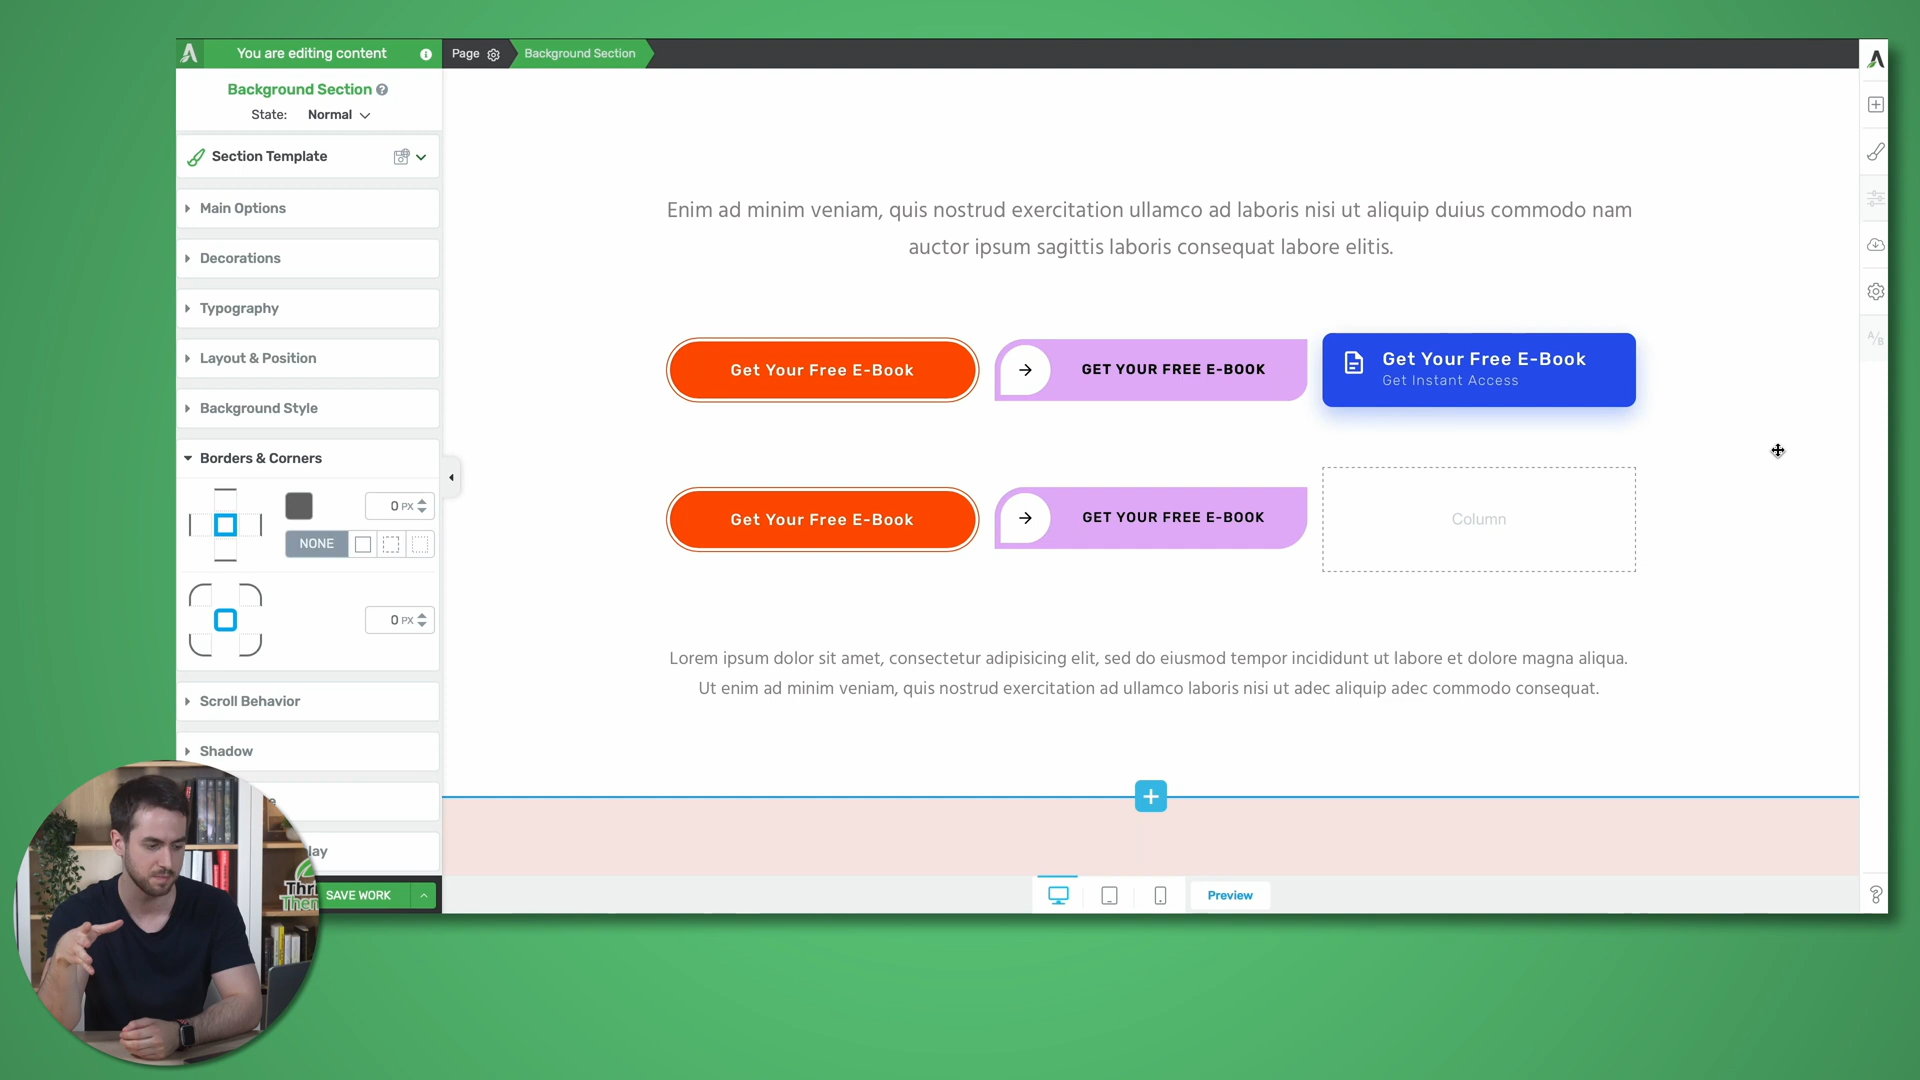 You are editing content
Page
Background Section
Background Section
State: Normal
Section Template
Main Options
Decorations
Typography
Layout & Position
Background Style
Borders & Corners
0 PX
NONE
0 PX
Scroll Behavior
Shadow
lay
SAVE WORK
Enim ad minim veniam, quis nostrud exercitation ullamco ad laboris nisi ut aliquip duius commodo nam
auctor ipsum sagittis laboris consequat labore elitis.
Get Your Free E-Book
GET YOUR FREE E-BOOK
Get Your Free E-Book
Get Instant Access
Get Your Free E-Book
GET YOUR FREE E-BOOK
Column
Lorem ipsum dolor sit amet, consectetur adipisicing elit, sed do eiusmod tempor incididunt ut labore et dolore magna aliqua.
Ut enim ad minim veniam, quis nostrud exercitation ad ullamco laboris nisi ut adec aliquip adec commodo consequat.
Preview
A/B
Thri
Them